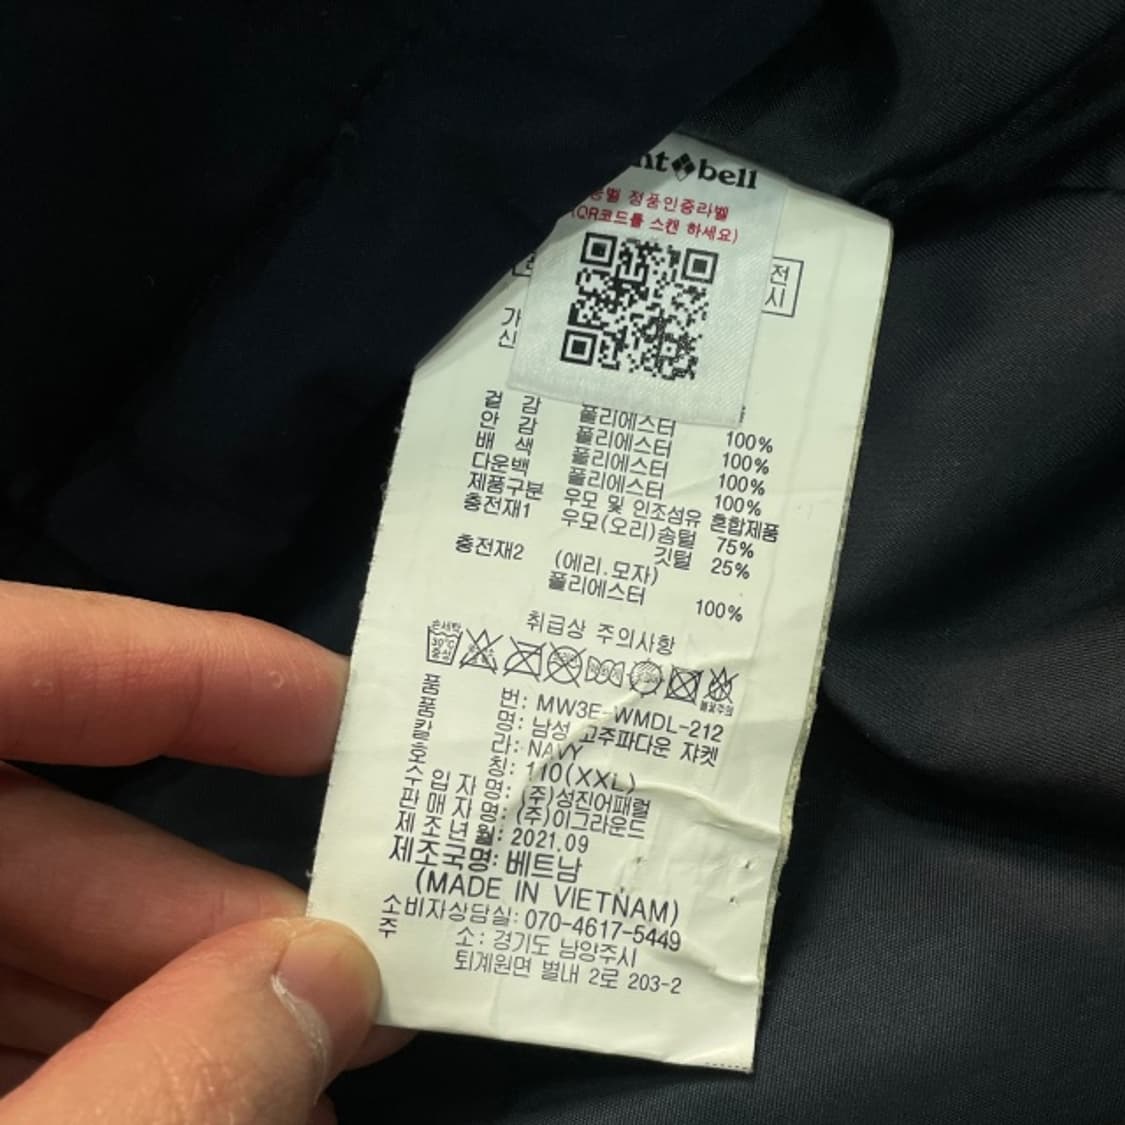 nt bell
정품인증라벨
(QR코드를 스캔 하세요)
전
시
가
신
겉 감 폴리에스터 100%
안 감 폴리에스터 100%
배 색 폴리에스터 100%
다운백 폴리에스터 100%
제품구분 우모 및 인조섬유 혼합제품
충전재1 우모(오리)솜털 75%
깃털 25%
충전재2 (에리.모자)
폴리에스터 100%
취급상 주의사항
손세탁
30℃
중성
품 번: MW3E-WMDL-212
품 명: 남성 고주파다운 쟈켓
칼 라: NAVY
호 칭: 110(XXL)
수 입 자 명: (주)성진어패럴
판 매 자 명: (주)이그라운드
제 조 년 월: 2021.09
제조국명: 베트남
(MADE IN VIETNAM)
소비자상담실: 070-4617-5449
주 소: 경기도 남양주시
퇴계원면 별내 2로 203-2